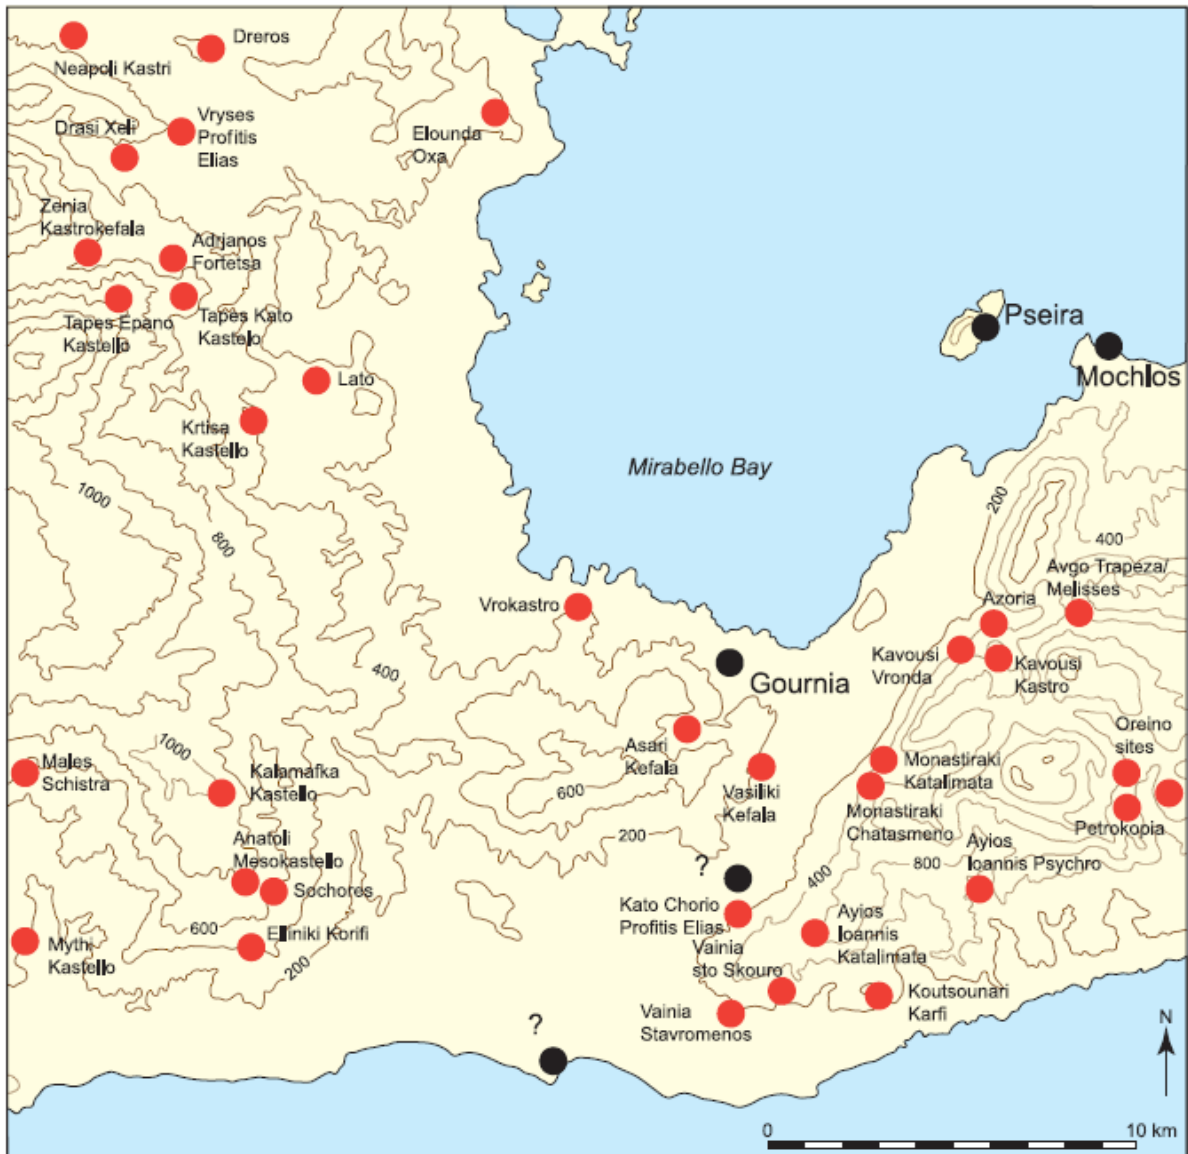 Neapoli Kastri
Dreros
Drasi Xeli
Vryses
Profitis
Elias
Elounda
Oxa
Zenia
Kastrokefala
Adrjanos
Fortetsa
Tapes Epano
Kastello
Tapes Kato
Kastelo
Pseira
Mochlos
Lato
Krtisa
Kastello
Mirabello Bay
1000
800
200
400
Avgo Trapeza/
Melisses
Azoria
Vrokastro
Kavousi
Vronda
Kavousi
Kastro
400
Gournia
Oreino
sites
Asari
Kefala
Males
Schistra
1000
Kalamafka
Kastello
600
Vasiliki
Kefala
Monastiraki
Katalimata
Monastiraki
Chatasmeno
Petrokopia
200
Anatoli
Mesokastello
Sochores
?
400
800
Ayios
Ioannis Psychro
Kato Chorio
Profitis Elias
Ayios
Ioannis
Katalimata
600
Elliniki Korifi
200
Mythi
Kastello
Vainia
sto Skouro
Vainia
Stavromenos
Koutsounari
Karfi
?
N
0
10 km